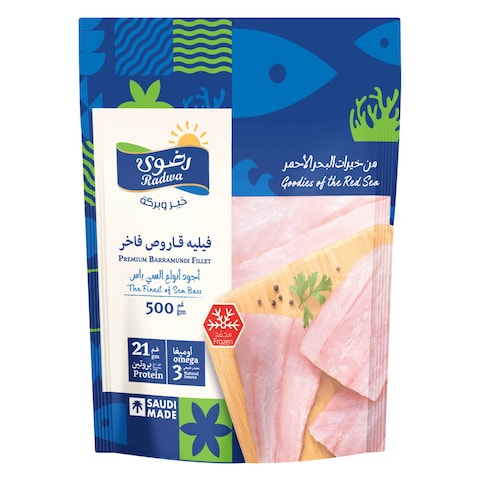 رضوى
Radwa
خير وبركة
من خيرات البحر الأحمر
Goodies of the Red Sea
فيليه قاروص فاخر
PREMIUM BARRAMUNDI FILLET
أجود أنواع السي باس
The Finest of Sea Bass
500 غم gm
مجمّد
Frozen
21 غم gm
بروتين
Protein
أوميغا
omega
3 مصدر طبيعي
Natural Source
SAUDI
MADE